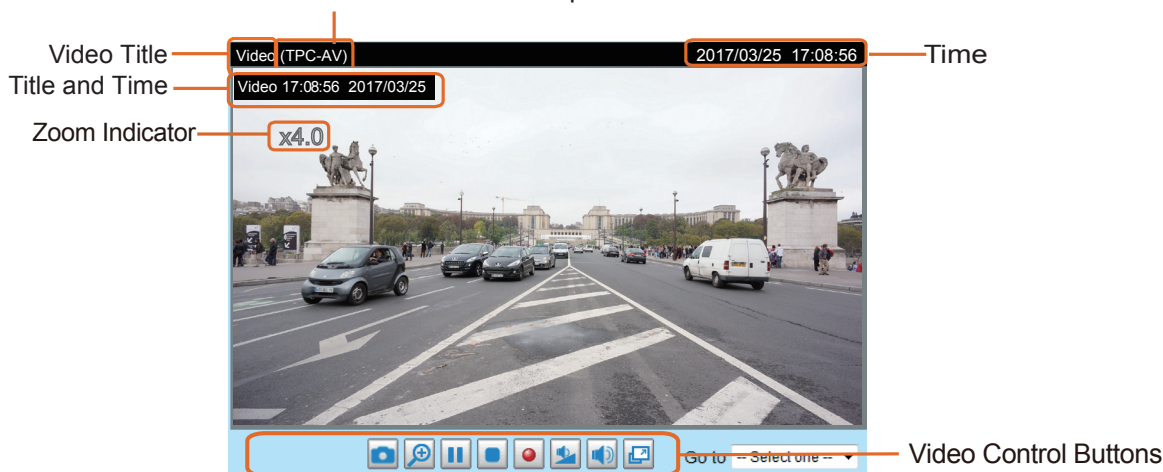 Video Title
Video (TPC-AV)
2017/03/25 17:08:56
Time
Title and Time
Video 17:08:56 2017/03/25
Zoom Indicator
x4.0
Go to
-- Select one --
Video Control Buttons